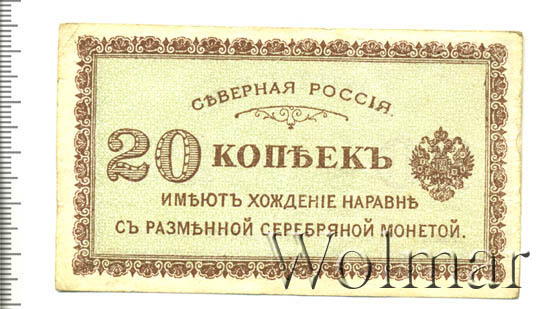 СѢВЕРНАЯ РОССІЯ.
20 КОПѢЕКЪ
ИМѢЮТЪ ХОЖДЕНІЕ НАРАВНѢ
СЪ РАЗМѢННОЙ СЕРЕБРЯНОЙ МОНЕТОЙ.
Wolmar